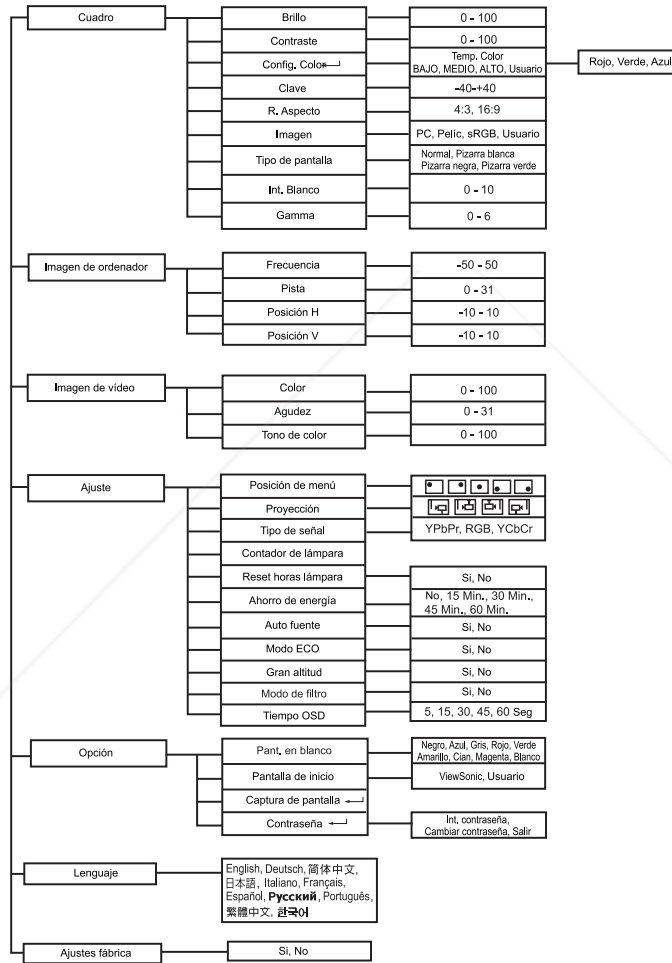 Cuadro
Brillo
0 - 100
Contraste
0 - 100
Config. Color
Temp. Color
BAJO, MEDIO, ALTO, Usuario
Rojo, Verde, Azul
Clave
-40-+40
R. Aspecto
4:3, 16:9
Imagen
PC, Pelíc, sRGB, Usuario
Tipo de pantalla
Normal, Pizarra blanca
Pizarra negra, Pizarra verde
Int. Blanco
0 - 10
Gamma
0 - 6
Imagen de ordenador
Frecuencia
-50 - 50
Pista
0 - 31
Posición H
-10 - 10
Posición V
-10 - 10
Imagen de vídeo
Color
0 - 100
Agudez
0 - 31
Tono de color
0 - 100
Ajuste
Posición de menú
Proyección
Tipo de señal
YPbPr, RGB, YCbCr
Contador de lámpara
Reset horas lámpara
Si, No
Ahorro de energía
No, 15 Min., 30 Min.,
45 Min., 60 Min.
Auto fuente
Si, No
Modo ECO
Si, No
Gran altitud
Si, No
Modo de filtro
Si, No
Tiempo OSD
5, 15, 30, 45, 60 Seg
Opción
Pant. en blanco
Negro, Azul, Gris, Rojo, Verde
Amarillo, Cian, Magenta, Blanco
Pantalla de inicio
ViewSonic, Usuario
Captura de pantalla
Contraseña
Int, contraseña,
Cambiar contraseña, Salir
Lenguaje
English, Deutsch, 简体中文,
日本語, Italiano, Français,
Español, Русский, Português,
繁體中文, 한국어
Ajustes fábrica
Si, No